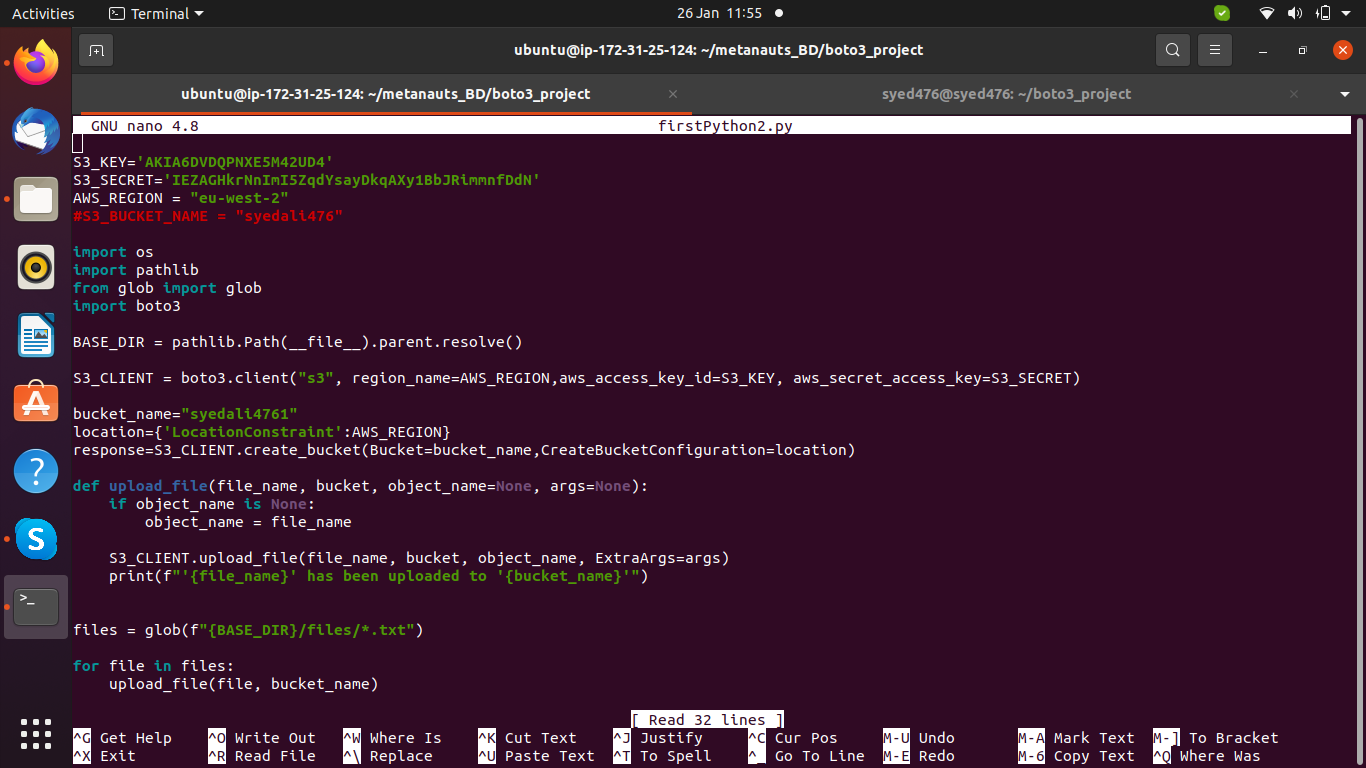 Activities
Terminal
26 Jan 11:55
ubuntu@ip-172-31-25-124: ~/metanauts_BD/boto3_project
ubuntu@ip-172-31-25-124: ~/metanauts_BD/boto3_project
syed476@syed476: ~/boto3_project
GNU nano 4.8 firstPython2.py
S3_KEY='AKIA6DVDQPNXE5M42UD4'
S3_SECRET='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'
AWS_REGION = "eu-west-2"
#S3_BUCKET_NAME = "syedali476"
import os
import pathlib
from glob import glob
import boto3
BASE_DIR = pathlib.Path(__file__).parent.resolve()
S3_CLIENT = boto3.client("s3", region_name=AWS_REGION,aws_access_key_id=S3_KEY, aws_secret_access_key=S3_SECRET)
bucket_name="syedali4761"
location={'LocationConstraint':AWS_REGION}
response=S3_CLIENT.create_bucket(Bucket=bucket_name,CreateBucketConfiguration=location)
def upload_file(file_name, bucket, object_name=None, args=None):
    if object_name is None:
        object_name = file_name
    S3_CLIENT.upload_file(file_name, bucket, object_name, ExtraArgs=args)
    print(f"'{file_name}' has been uploaded to '{bucket_name}'")
files = glob(f"{BASE_DIR}/files/*.txt")
for file in files:
    upload_file(file, bucket_name)
[ Read 32 lines ]
^G Get Help ^O Write Out ^W Where Is ^K Cut Text ^J Justify ^C Cur Pos M-U Undo M-A Mark Text M-] To Bracket
^X Exit ^R Read File ^\ Replace ^U Paste Text ^T To Spell ^_ Go To Line M-E Redo M-6 Copy Text ^Q Where Was